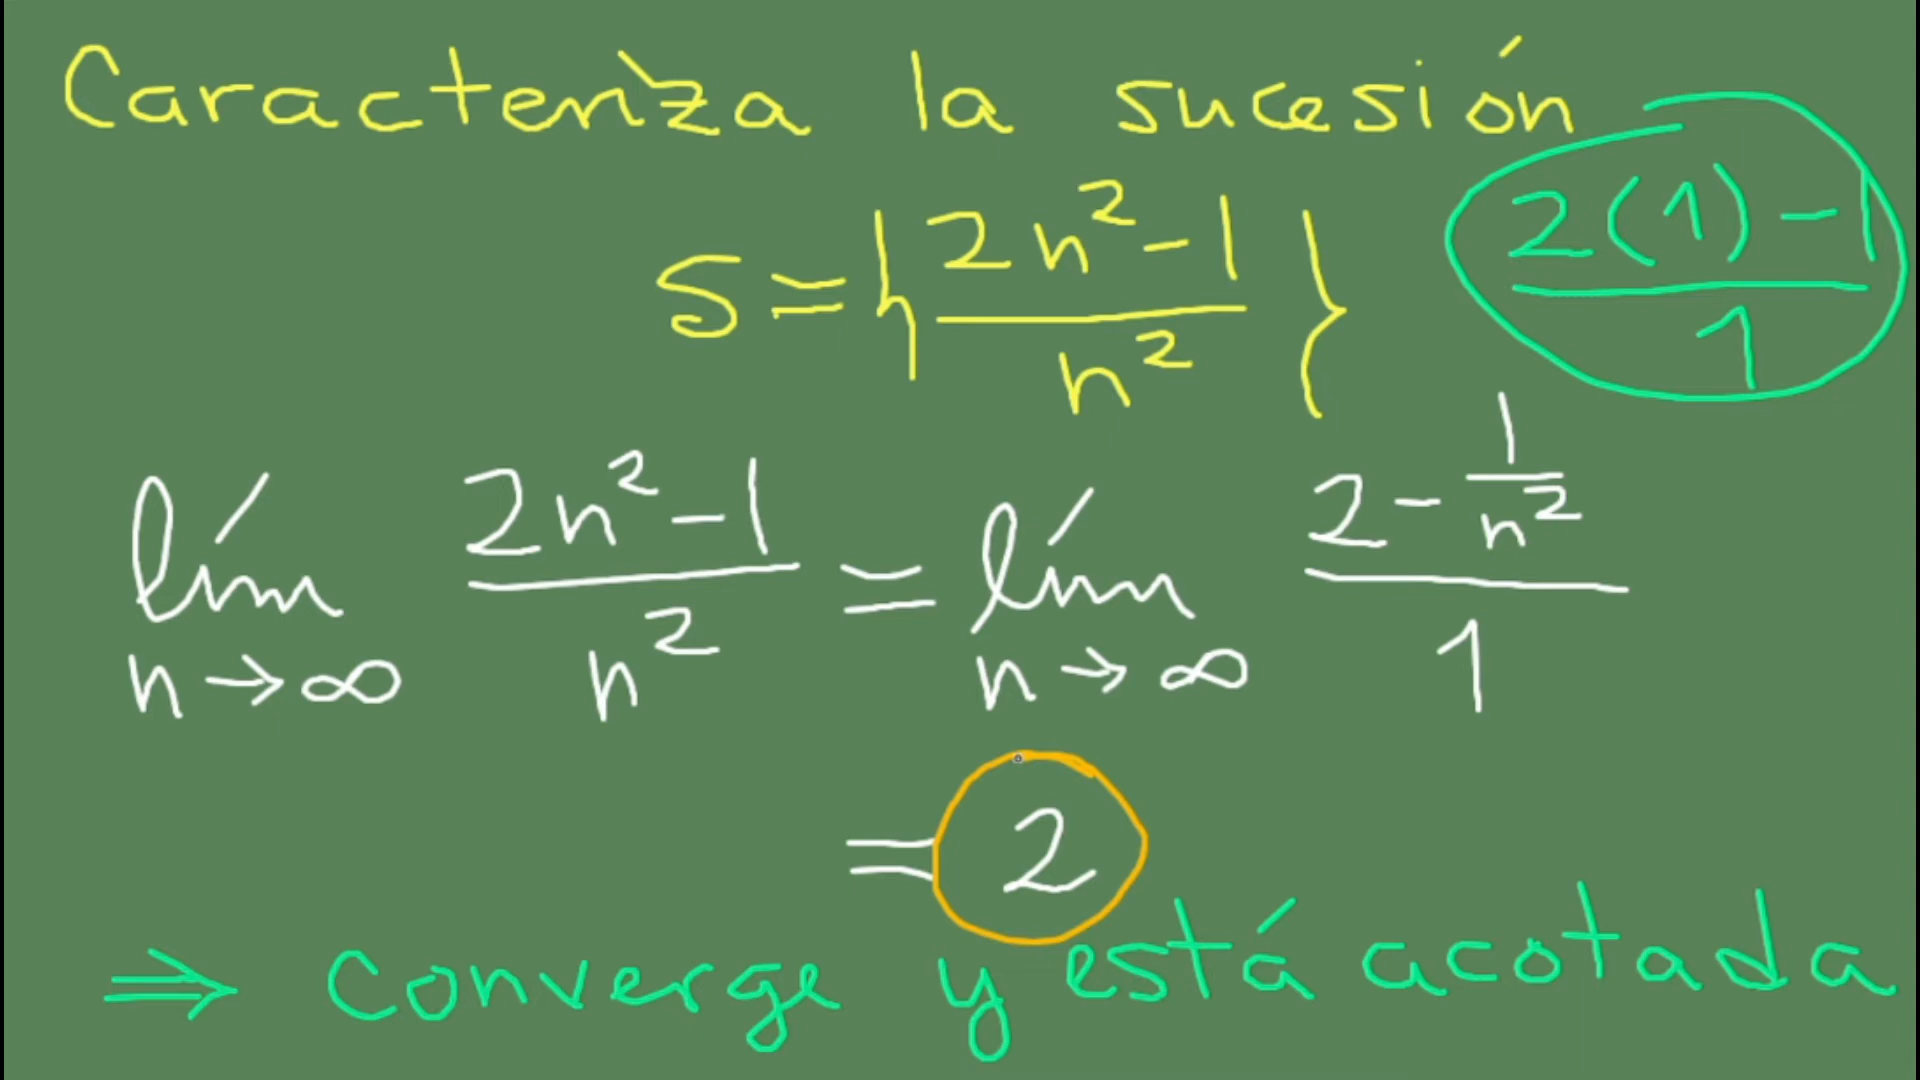 Caracteriza la sucesión
S = { (2n² - 1) / n² }
(2(1) - 1) / 1
lím n→∞ (2n² - 1) / n² = lím n→∞ (2 - 1/n²) / 1
= 2
⇒ converge y está acotada